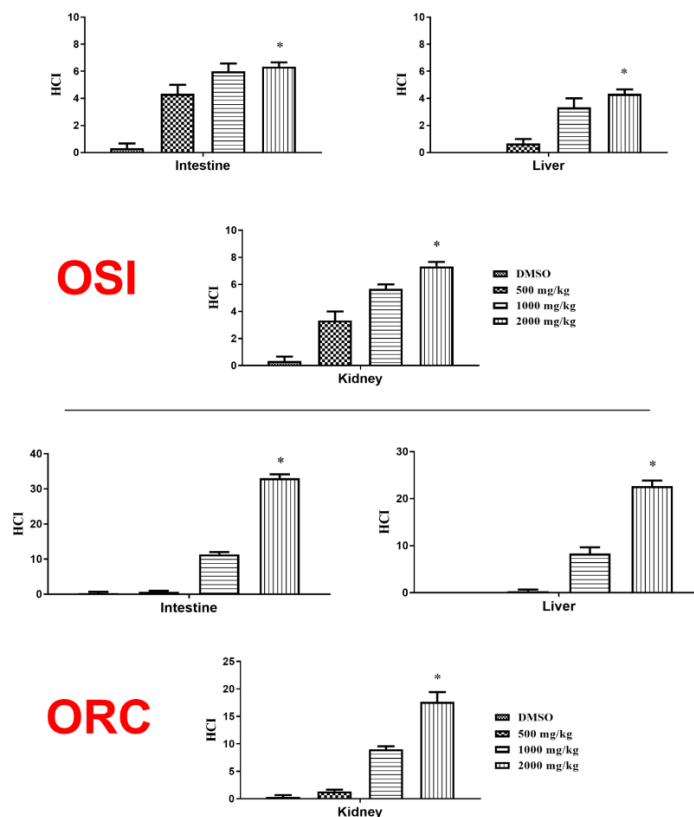 10
8
6
4
2
0
HCI
*
Intestine
10
8
6
4
2
0
HCI
*
Liver
OSI
10
8
6
4
2
0
HCI
*
Kidney
DMSO
500 mg/kg
1000 mg/kg
2000 mg/kg
40
30
20
10
0
HCI
*
Intestine
30
20
10
0
HCI
*
Liver
ORC
25
20
15
10
5
0
HCI
*
Kidney
DMSO
500 mg/kg
1000 mg/kg
2000 mg/kg